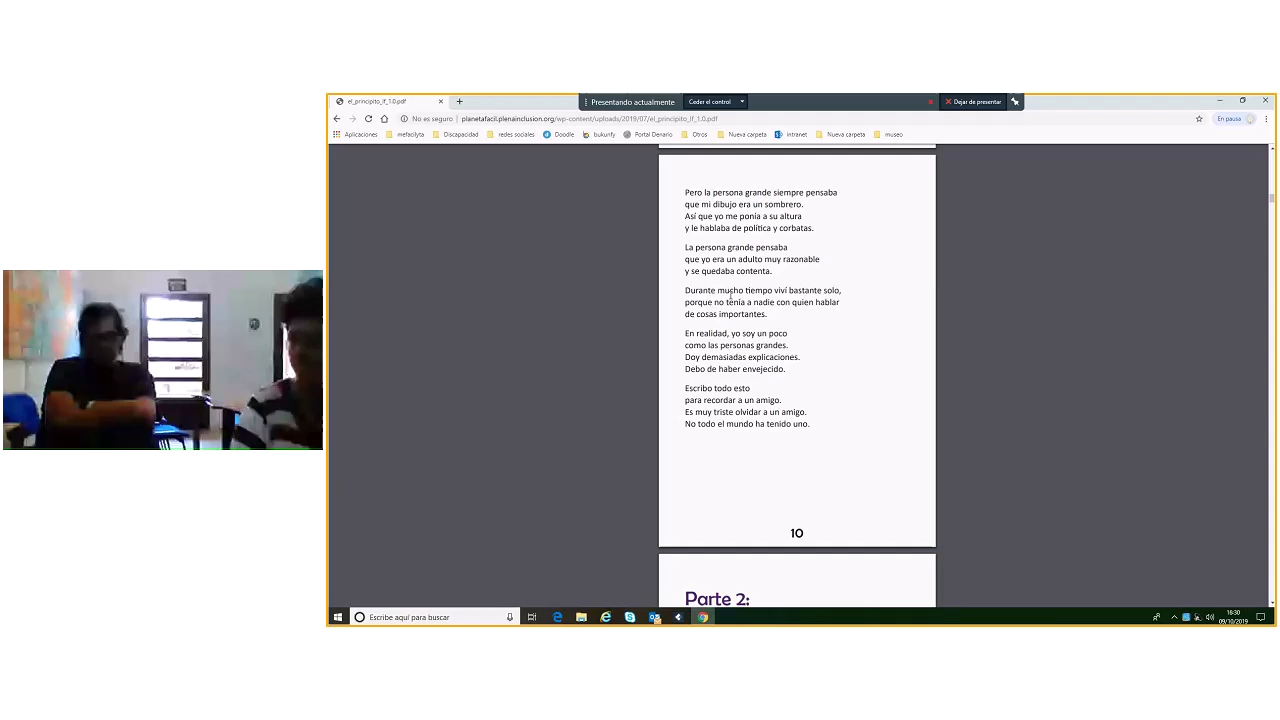 el_principito_lf_1.0.pdf
Presentando actualmente
Ceder el control
Dejar de presentar
No es seguro
planetafacil.plenainclusion.org/wp-content/uploads/2019/07/el_principito_lf_1.0.pdf
En pausa
Aplicaciones
mefacilyta
Discapacidad
redes sociales
Doodle
bukunfy
Portal Denario
Otros
Nueva carpeta
intranet
Nueva carpeta
museo
Pero la persona grande siempre pensaba
que mi dibujo era un sombrero.
Así que yo me ponía a su altura
y le hablaba de política y corbatas.
La persona grande pensaba
que yo era un adulto muy razonable
y se quedaba contenta.
Durante mucho tiempo viví bastante solo,
porque no tenía a nadie con quien hablar
de cosas importantes.
En realidad, yo soy un poco
como las personas grandes.
Doy demasiadas explicaciones.
Debo de haber envejecido.
Escribo todo esto
para recordar a un amigo.
Es muy triste olvidar a un amigo.
No todo el mundo ha tenido uno.
10
Parte 2:
Escribe aquí para buscar
16:30
09/10/2019